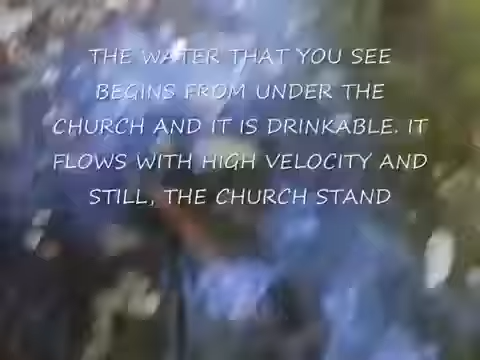 THE WATER THAT YOU SEE
BEGINS FROM UNDER THE
CHURCH AND IT IS DRINKABLE. IT
FLOWS WITH HIGH VELOCITY AND
STILL, THE CHURCH STAND